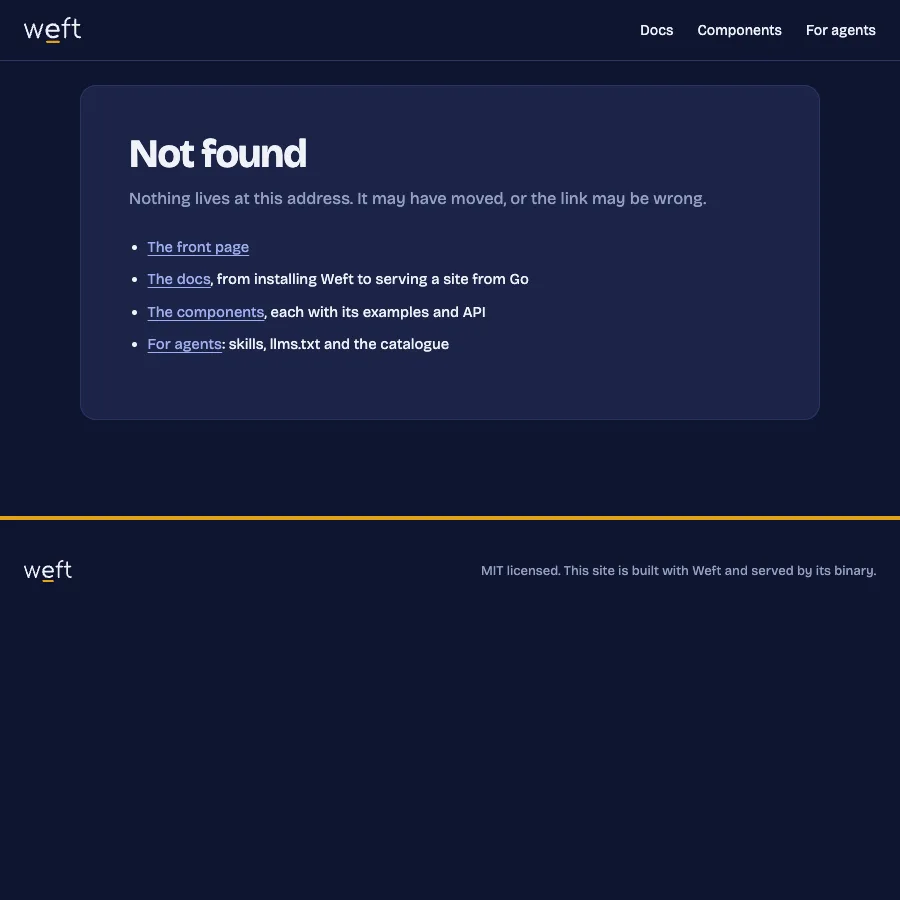 weft
Docs
Components
For agents
Not found
Nothing lives at this address. It may have moved, or the link may be wrong.
The front page
The docs, from installing Weft to serving a site from Go
The components, each with its examples and API
For agents: skills, llms.txt and the catalogue
weft
MIT licensed. This site is built with Weft and served by its binary.